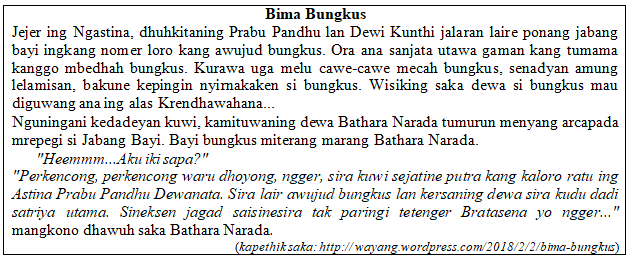 Bima Bungkus
Jejer ing Ngastina, dhuhkitaning Prabu Pandhu lan Dewi Kunthi jalaran laire ponang jabang
bayi ingkang nomer loro kang awujud bungkus. Ora ana sanjata utawa gaman kang tumama
kanggo mbedhah bungkus. Kurawa uga melu cawe-cawe mecah bungkus, senadyan amung
lelamisan, bakune kepingin nyirnakaken si bungkus. Wisiking saka dewa si bungkus mau
diguwang ana ing alas Krendhawahana...
Nguningani kedadeyan kuwi, kamituwaning dewa Bathara Narada tumurun menyang arcapada
mrepegi si Jabang Bayi. Bayi bungkus miterang marang Bathara Narada.
"Heemmm...Aku iki sapa?"
"Perkencong, perkencong waru dhoyong, ngger, sira kuwi sejatine putra kang kaloro ratu ing
Astina Prabu Pandhu Dewanata. Sira lair awujud bungkus lan kersaning dewa sira kudu dadi
satriya utama. Sineksen jagad saisinesira tak paringi tetenger Bratasena yo ngger..."
mangkono dhawuh saka Bathara Narada.
(kapethik saka: http://wayang.wordpress.com/2018/2/2/bima-bungkus)